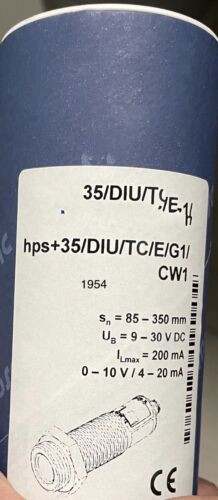 35/DIU/TC/E-H
hps+35/DIU/TC/E/G1/
CW1
1954
sn = 85 – 350 mm
UB = 9 – 30 V DC
ILmax = 200 mA
0 – 10 V / 4 – 20 mA
CE